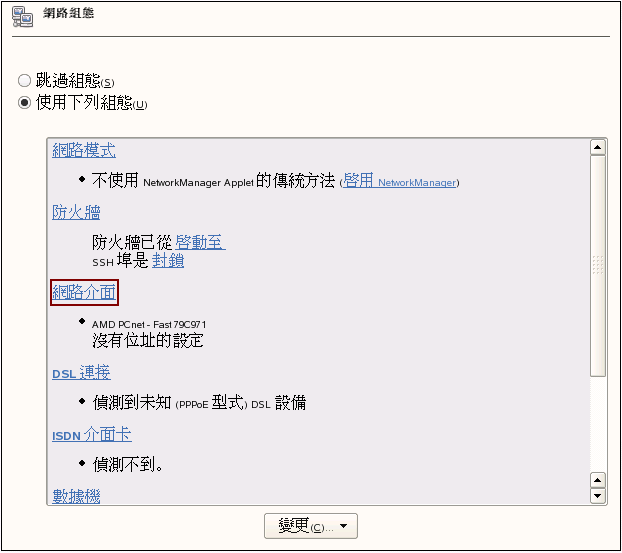 網路組態
跳過組態(S)
使用下列組態(U)
網路模式
不使用 NetworkManager Applet 的傳統方法 (啓用 NetworkManager)
防火牆
防火牆已從 啓動至
SSH 埠是 封鎖
網路介面
AMD PCnet - Fast 79C971
沒有位址的設定
DSL 連接
偵測到未知 (PPPoE 型式) DSL 設備
ISDN 介面卡
偵測不到。
數據機
變更(C)...